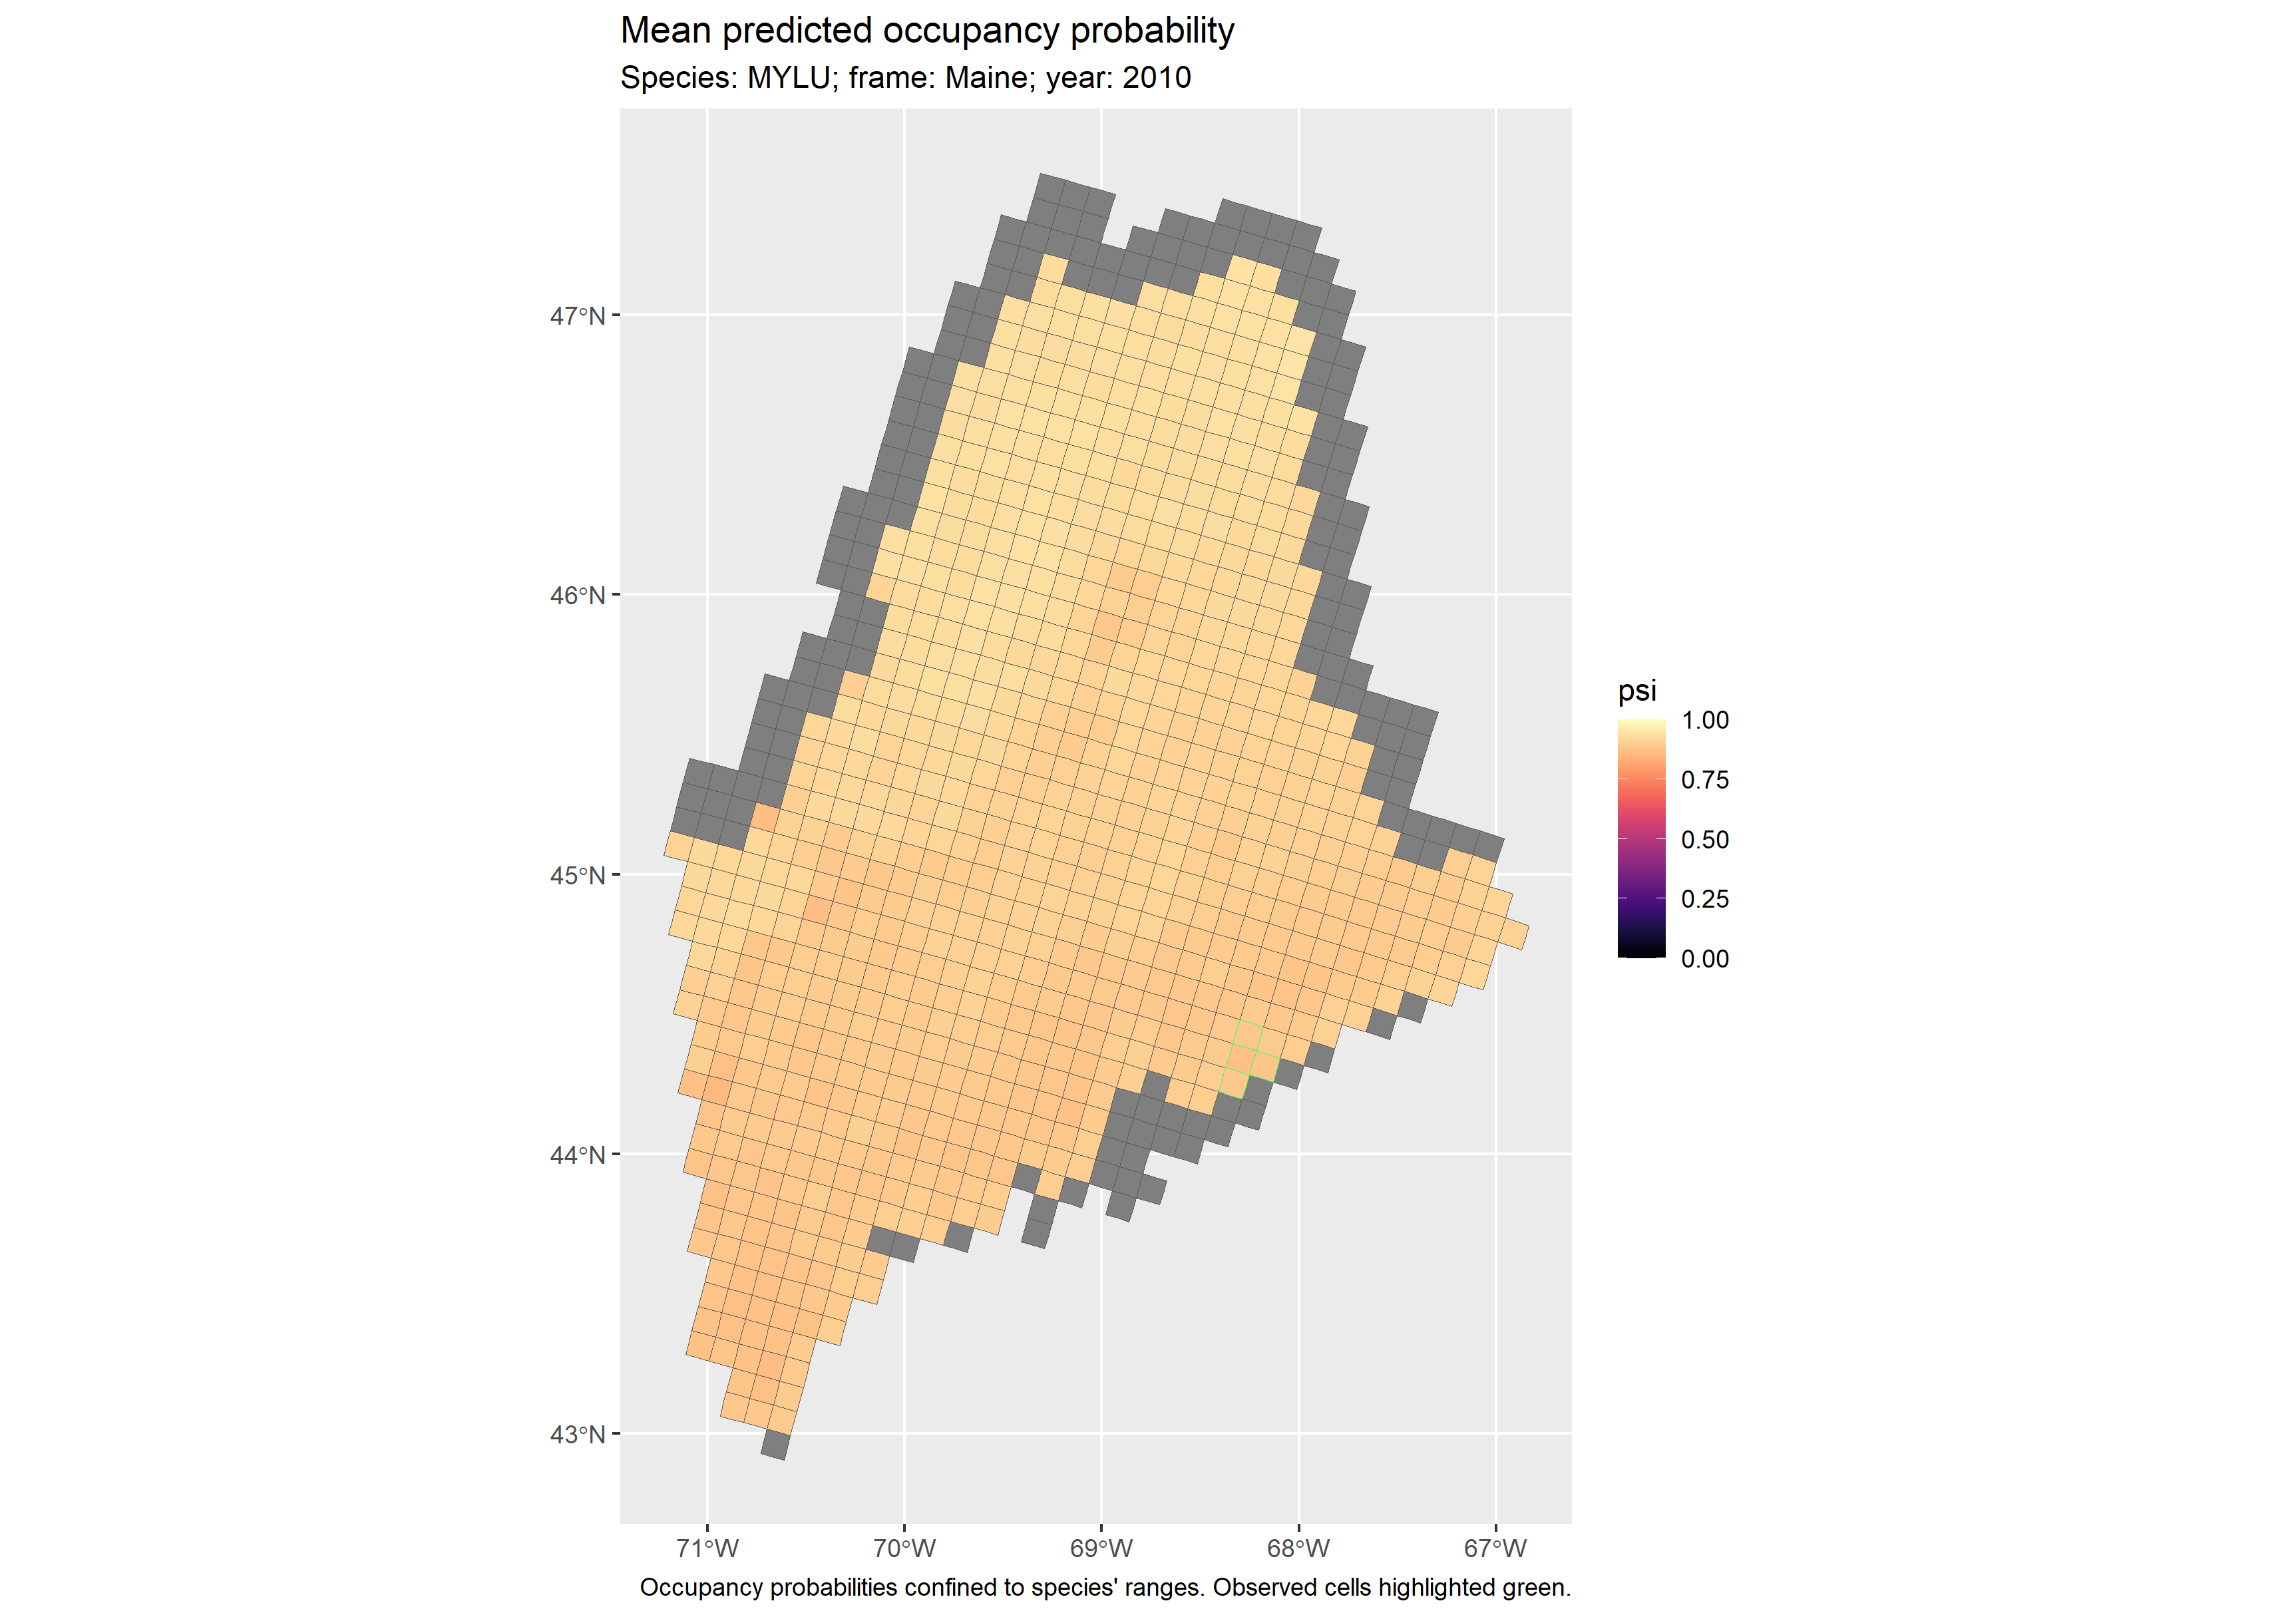 Mean predicted occupancy probability
Species: MYLU; frame: Maine; year: 2010
47°N
46°N
45°N
44°N
43°N
71°W
70°W
69°W
68°W
67°W
psi
1.00
0.75
0.50
0.25
0.00
Occupancy probabilities confined to species' ranges. Observed cells highlighted green.